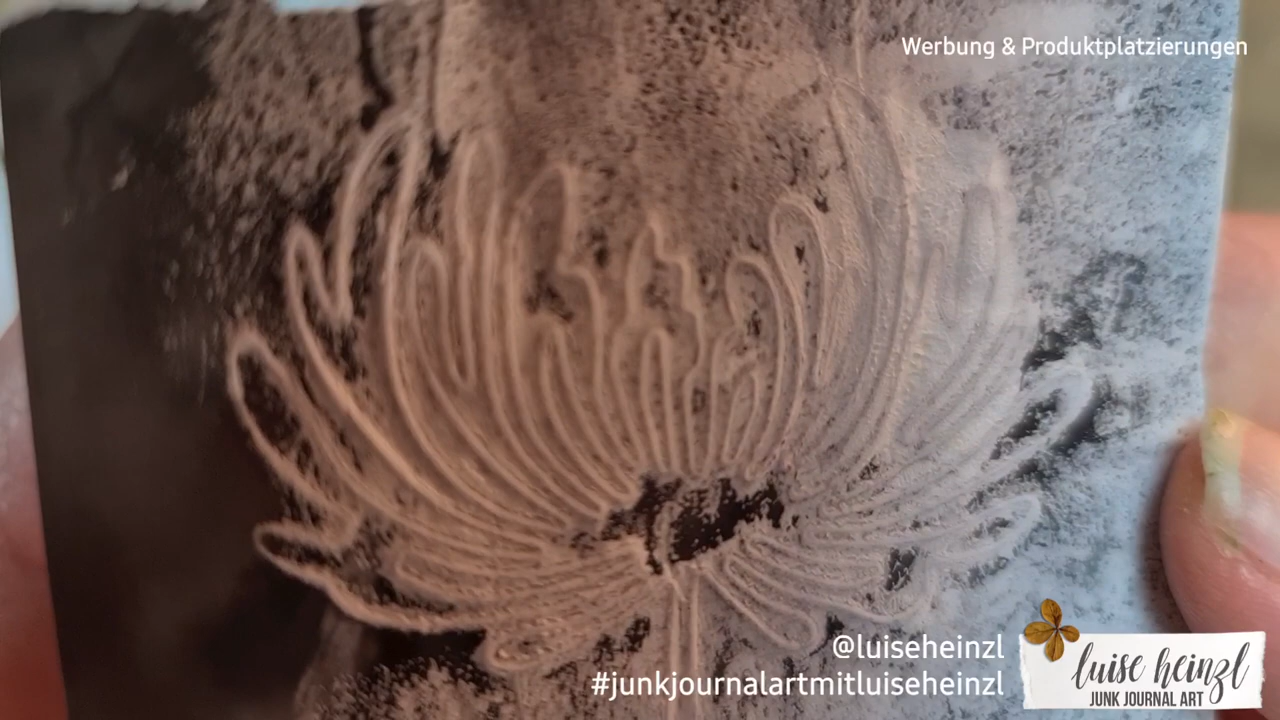 Werbung & Produktplatzierungen
@luiseheinzl
#junkjournalartmitluiseheinzl
luise heinzl
JUNK JOURNAL ART